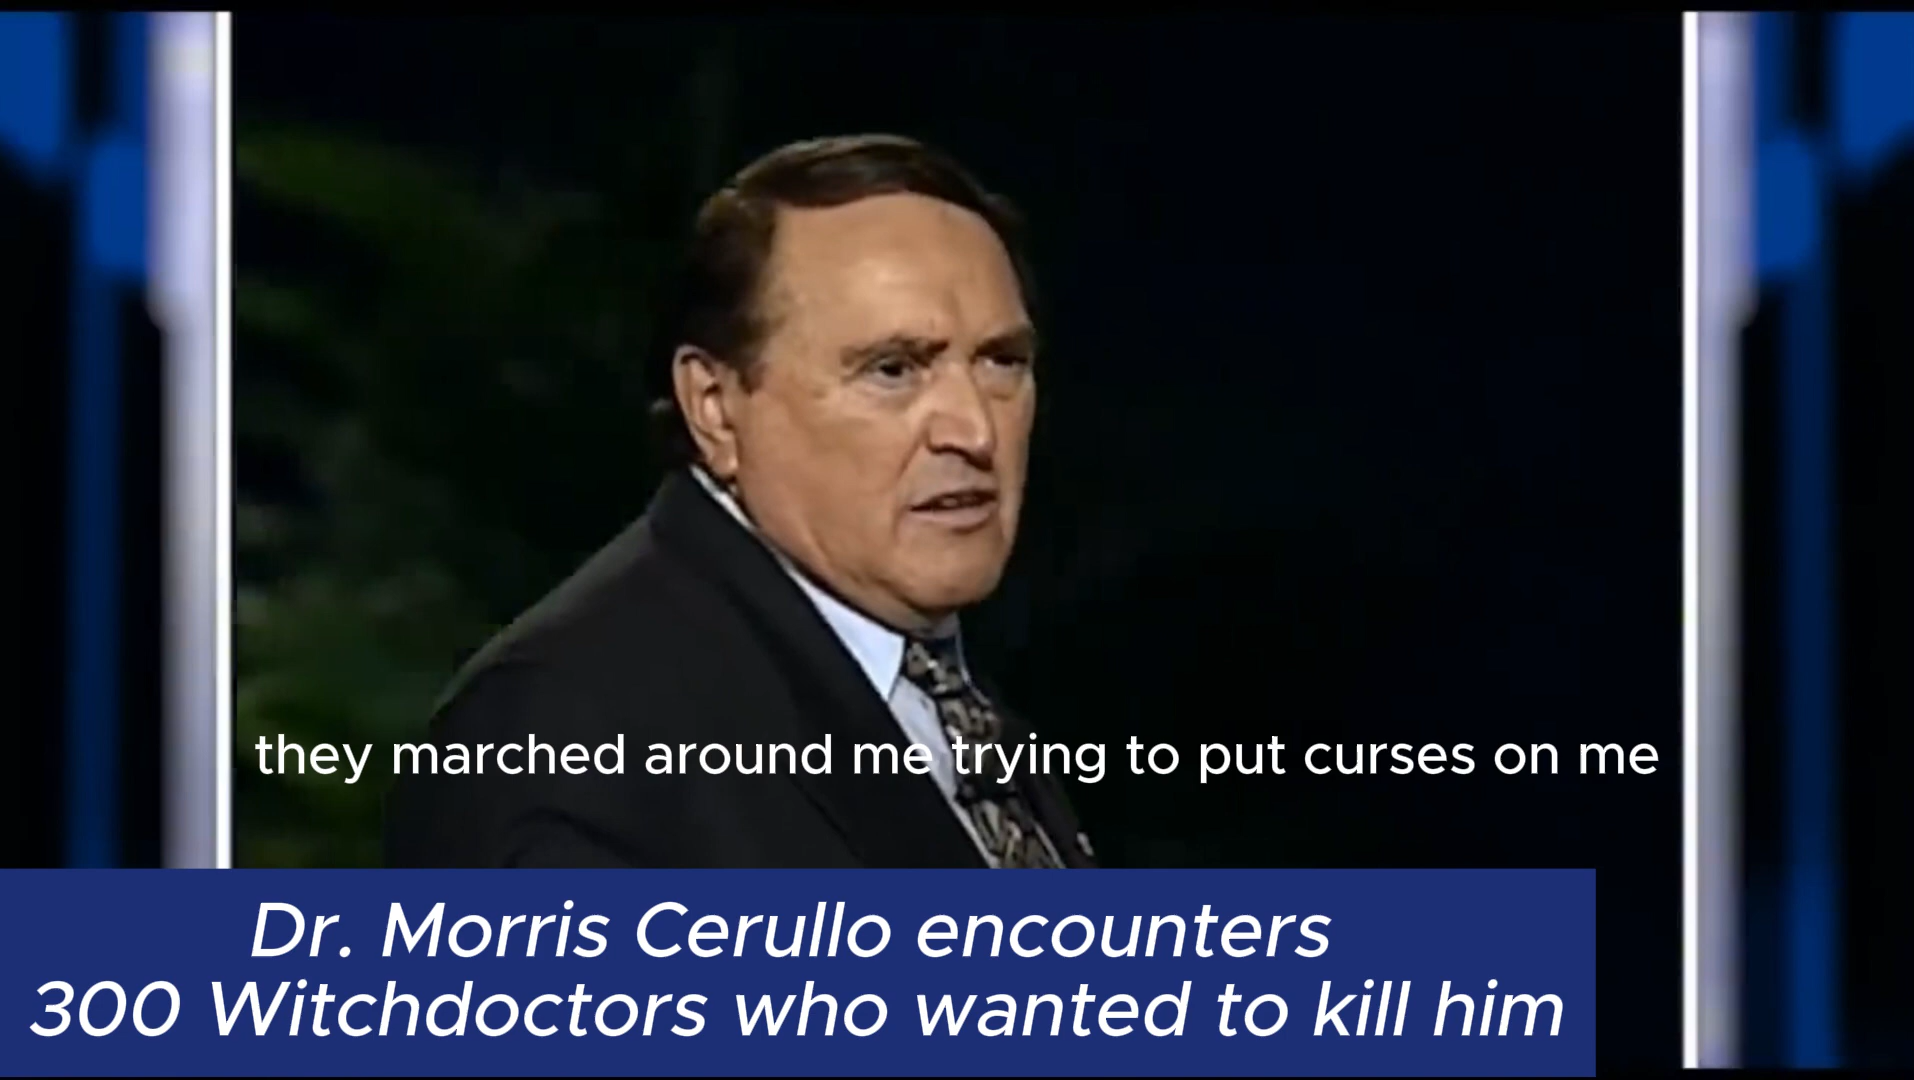 they marched around me trying to put curses on me
Dr. Morris Cerullo encounters
300 Witchdoctors who wanted to kill him